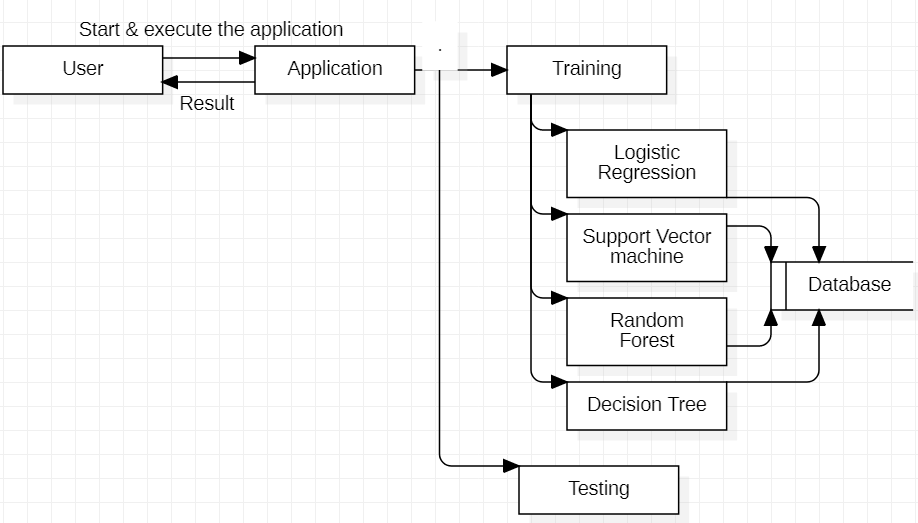 Start & execute the application
User
Application
.
Training
Result
Logistic
Regression
Support Vector
machine
Database
Random
Forest
Decision Tree
Testing